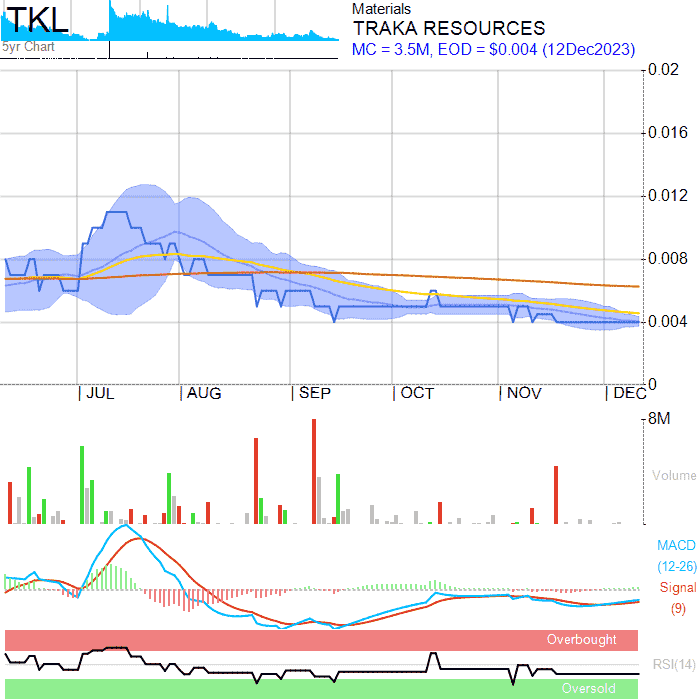 TKL
5yr Chart
Materials
TRAKA RESOURCES
MC = 3.5M, EOD = $0.004 (12Dec2023)
0.02
0.016
0.012
0.008
0.004
0
| JUL | AUG | SEP | OCT | NOV | DEC
8M
Volume
MACD
(12-26)
Signal
(9)
Overbought
RSI(14)
Oversold